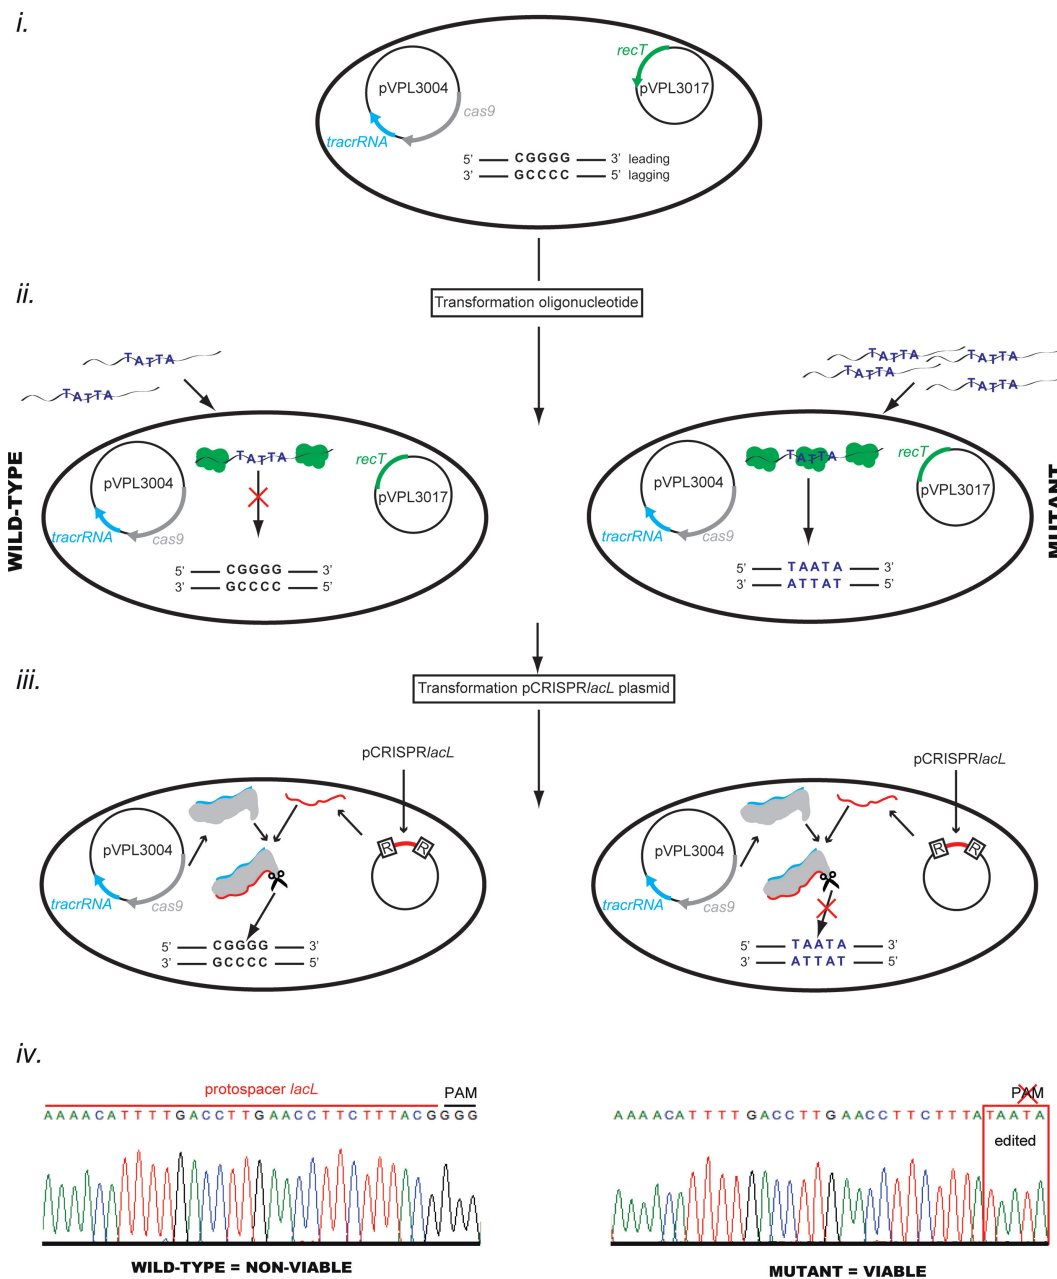 i.
recT
pVPL3004
pVPL3017
cas9
tracrRNA
5’ CGGGG 3’ leading
3’ GCCCC 5’ lagging
ii.
Transformation oligonucleotide
TATTA
TATTA
TATTA
TATTA
TATTA
TATTA
WILD-TYPE
MUTANT
TATTA
recT
pVPL3004
pVPL3017
tracrRNA
cas9
5’ CGGGG 3’
3’ GCCCC 5’
TATTA
recT
pVPL3004
pVPL3017
tracrRNA
cas9
5’ TAATA 3’
3’ ATTAT 5’
iii.
Transformation pCRISPRlacL plasmid
pCRISPRlacL
pVPL3004
R R
tracrRNA
cas9
5’ CGGGG 3’
3’ GCCCC 5’
pCRISPRlacL
pVPL3004
R R
tracrRNA
cas9
5’ TAATA 3’
3’ ATTAT 5’
iv.
protospacer lacL PAM
AAAACATTTTGACCTTGAACCTTCTTTACGGGG
WILD-TYPE = NON-VIABLE
PAM
AAAACATTTTGACCTTGAACCTTCTTTATAATA
edited
MUTANT = VIABLE